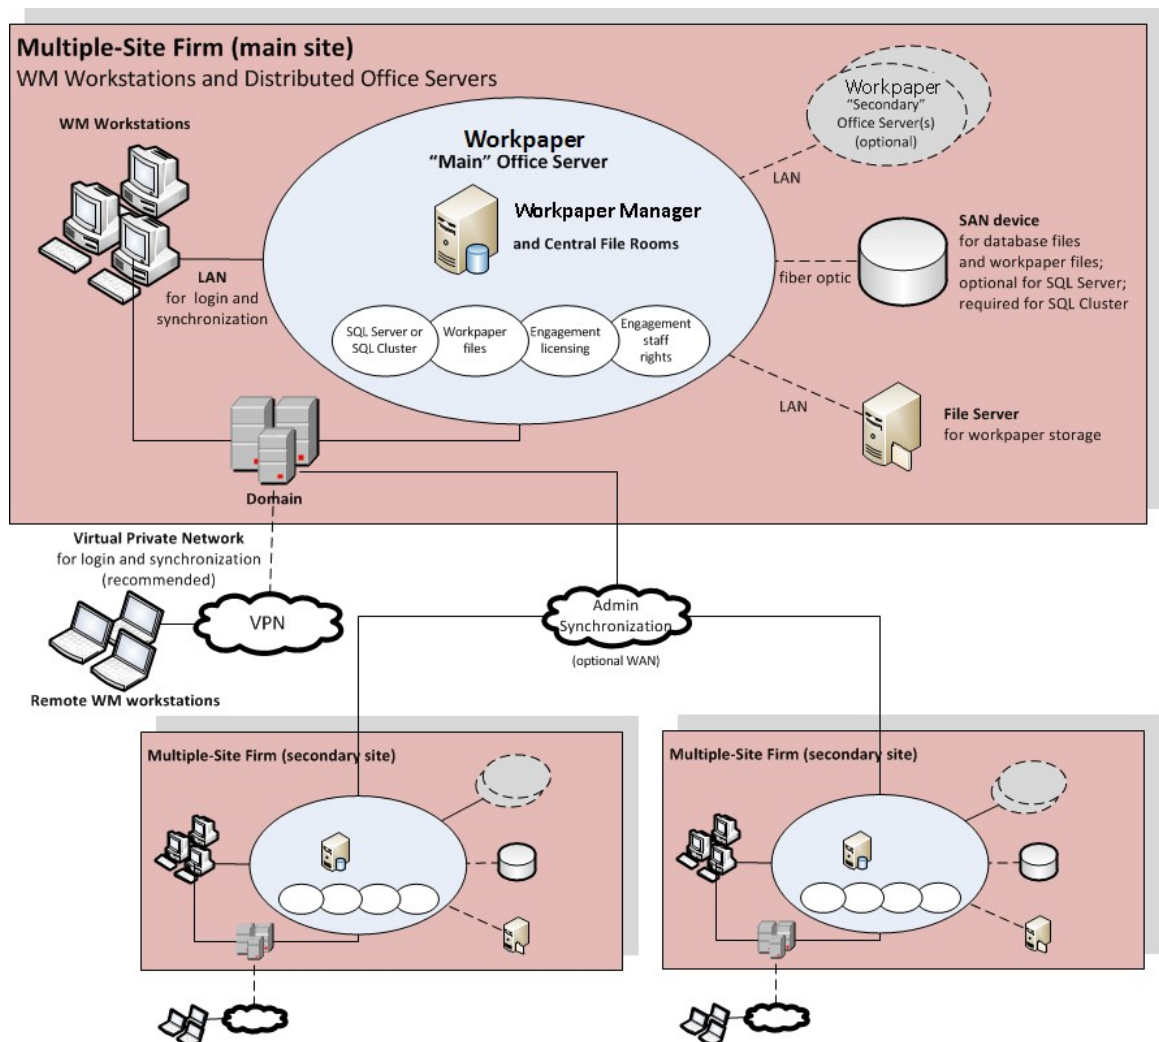 Multiple-Site Firm (main site)
WM Workstations and Distributed Office Servers
WM Workstations
Workpaper
“Main” Office Server
Workpaper Manager
and Central File Rooms
Workpaper
“Secondary”
Office Server(s)
(optional)
LAN
SAN device
for database files
and workpaper files;
optional for SQL Server;
required for SQL Cluster
fiber optic
LAN
for login and
synchronization
SQL Server or
SQL Cluster
Workpaper
files
Engagement
licensing
Engagement
staff
rights
LAN
File Server
for workpaper storage
Domain
Virtual Private Network
for login and synchronization
(recommended)
VPN
Remote WM workstations
Admin
Synchronization
(optional WAN)
Multiple-Site Firm (secondary site)
Multiple-Site Firm (secondary site)